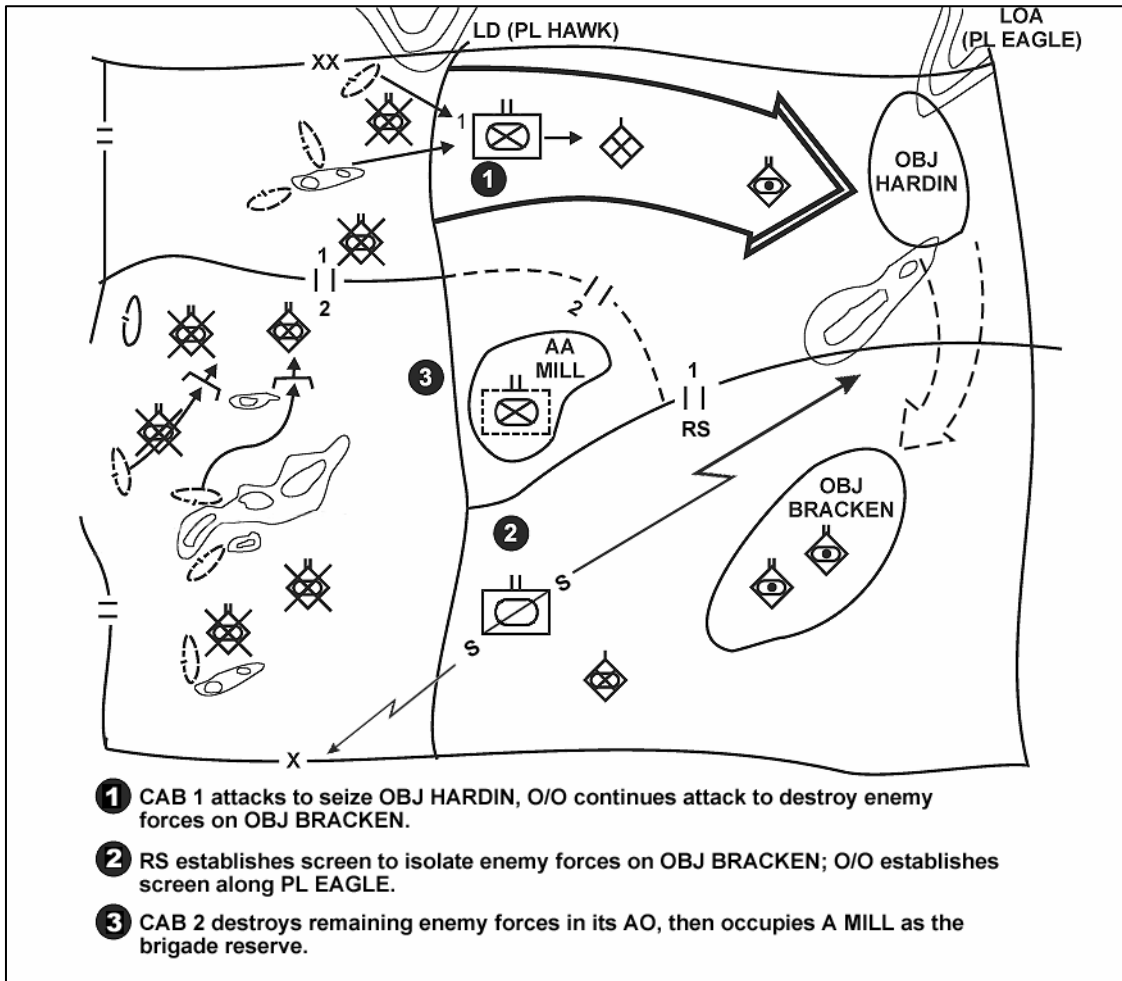 LD (PL HAWK)
LOA
(PL EAGLE)
XX
1
1
OBJ
HARDIN
1
2
2
3
AA
MILL
1
RS
OBJ
BRACKEN
2
S
S
X
1 CAB 1 attacks to seize OBJ HARDIN, O/O continues attack to destroy enemy
forces on OBJ BRACKEN.
2 RS establishes screen to isolate enemy forces on OBJ BRACKEN; O/O establishes
screen along PL EAGLE.
3 CAB 2 destroys remaining enemy forces in its AO, then occupies A MILL as the
brigade reserve.